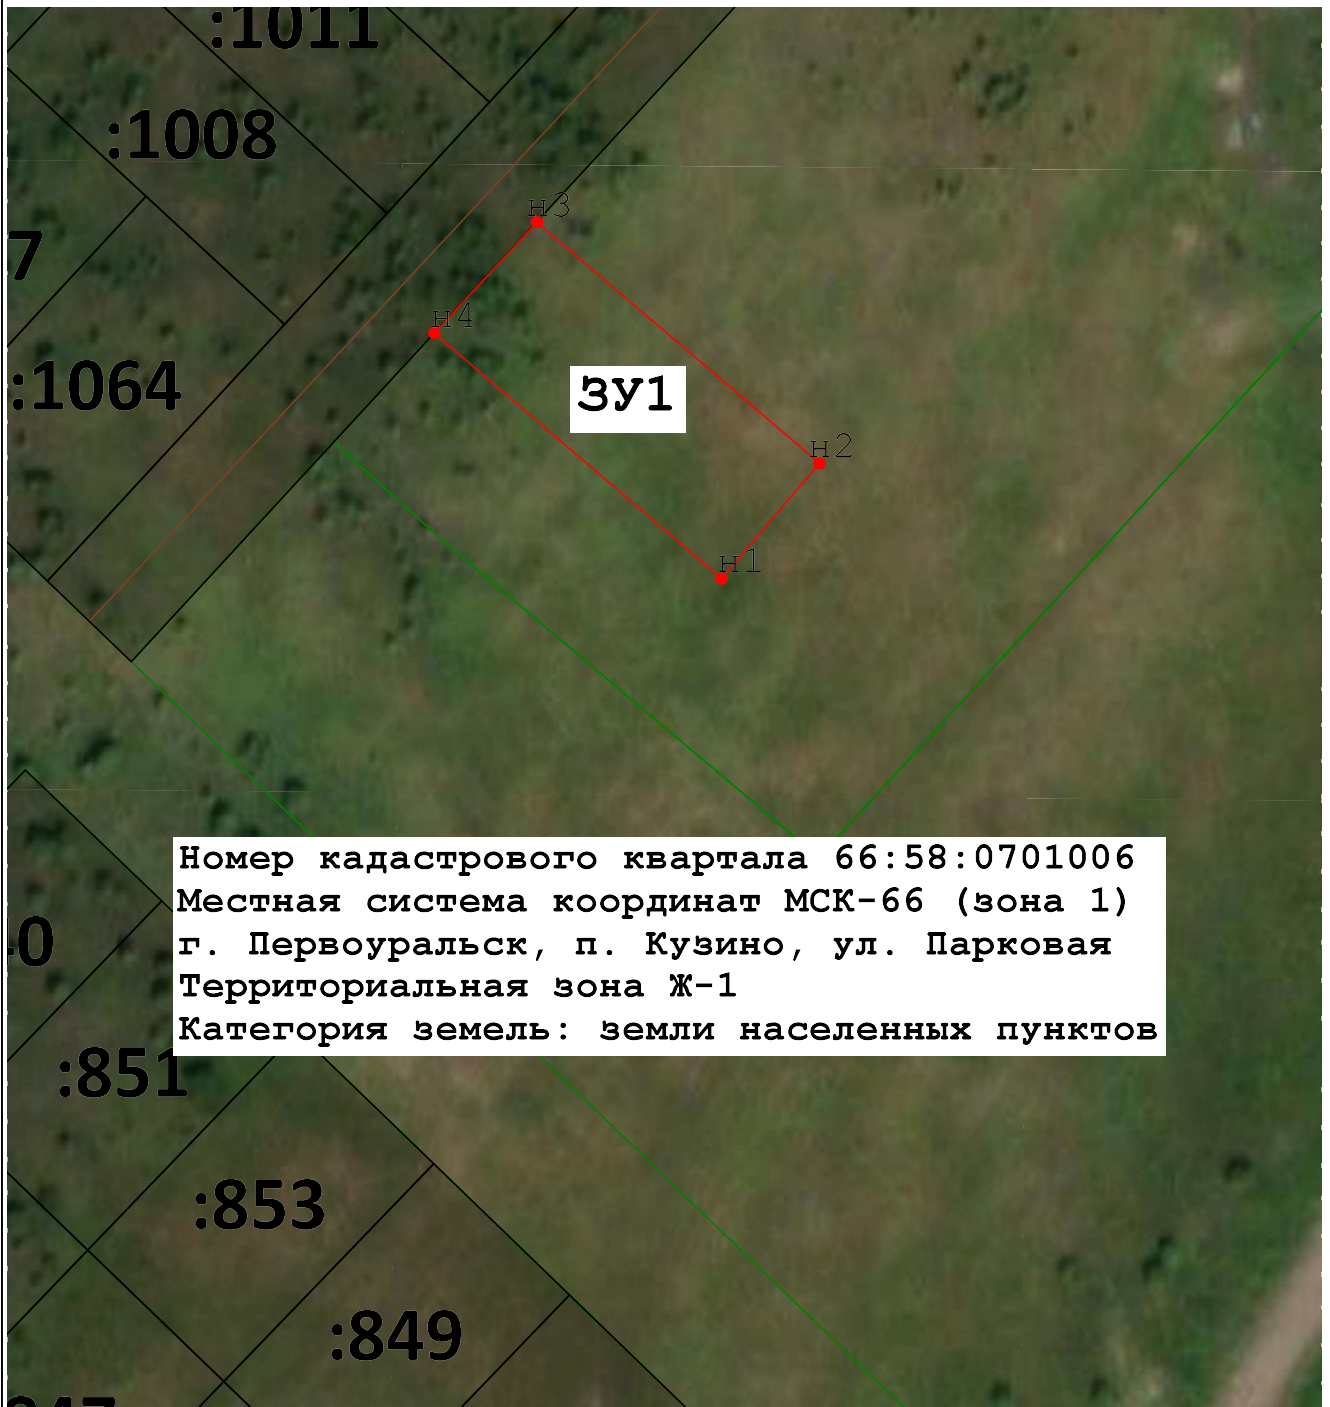 :1011
:1008
н3
7
н4
:1064
ЗУ1
н2
н1
Номер кадастрового квартала 66:58:0701006
Местная система координат МСК-66 (зона 1)
г. Первоуральск, п. Кузино, ул. Парковая
Территориальная зона Ж-1
Категория земель: земли населенных пунктов
0
:851
:853
:849